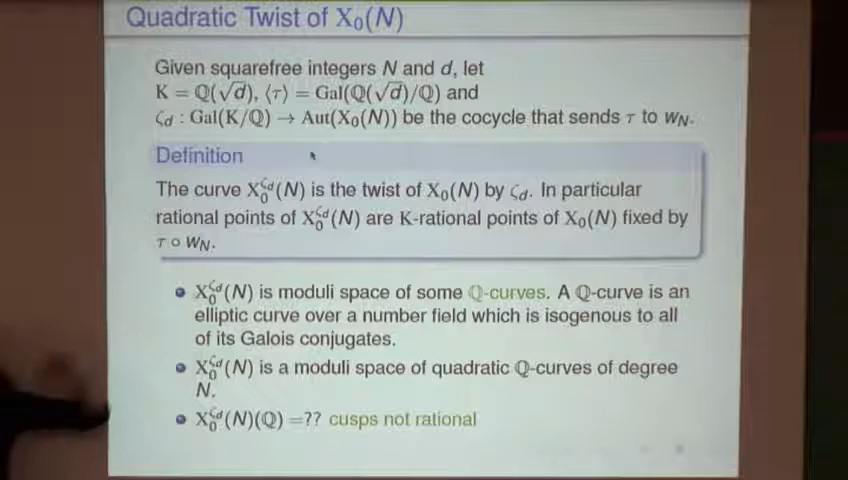 Quadratic Twist of X₀(N)
Given squarefree integers N and d, let
K = ℚ(√d), ⟨τ⟩ = Gal(ℚ(√d)/ℚ) and
ζ_d : Gal(K/ℚ) → Aut(X₀(N)) be the cocycle that sends τ to w_N.
Definition
The curve X₀^{ζ_d}(N) is the twist of X₀(N) by ζ_d. In particular
rational points of X₀^{ζ_d}(N) are K-rational points of X₀(N) fixed by
τ ∘ w_N.
• X₀^{ζ_d}(N) is moduli space of some ℚ-curves. A ℚ-curve is an
elliptic curve over a number field which is isogenous to all
of its Galois conjugates.
• X₀^{ζ_d}(N) is a moduli space of quadratic ℚ-curves of degree
N.
• X₀^{ζ_d}(N)(ℚ) =?? cusps not rational